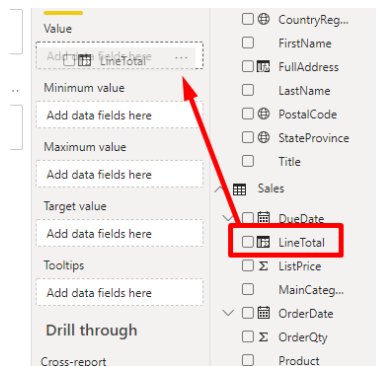 Value
Add data fields here
LineTotal
Minimum value
Add data fields here
Maximum value
Add data fields here
Target value
Add data fields here
Tooltips
Add data fields here
Drill through
Cross-report
CountryReg...
FirstName
FullAddress
LastName
PostalCode
StateProvince
Title
Sales
DueDate
LineTotal
ListPrice
MainCateg...
OrderDate
OrderQty
Product